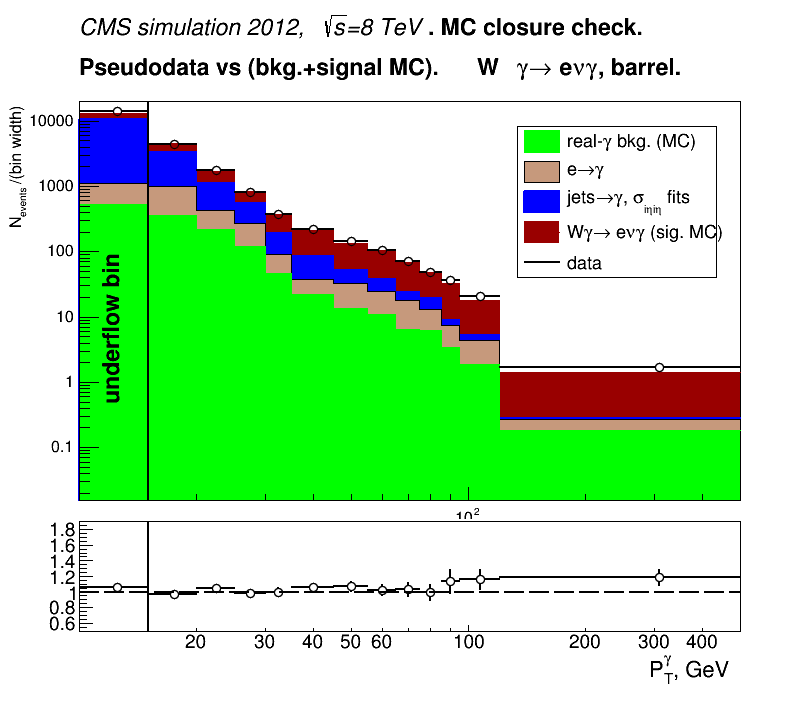 CMS simulation 2012, √s=8 TeV . MC closure check.
Pseudodata vs (bkg.+signal MC). W γ→ eνγ, barrel.
N_events /(bin width)
10000
1000
100
10
1
0.1
underflow bin
real-γ bkg. (MC)
e→γ
jets→γ, σ_iηiη fits
Wγ→ eνγ (sig. MC)
data
10²
1.8
1.6
1.4
1.2
1
0.8
0.6
20 30 40 50 60 100 200 300 400
P_T^γ, GeV